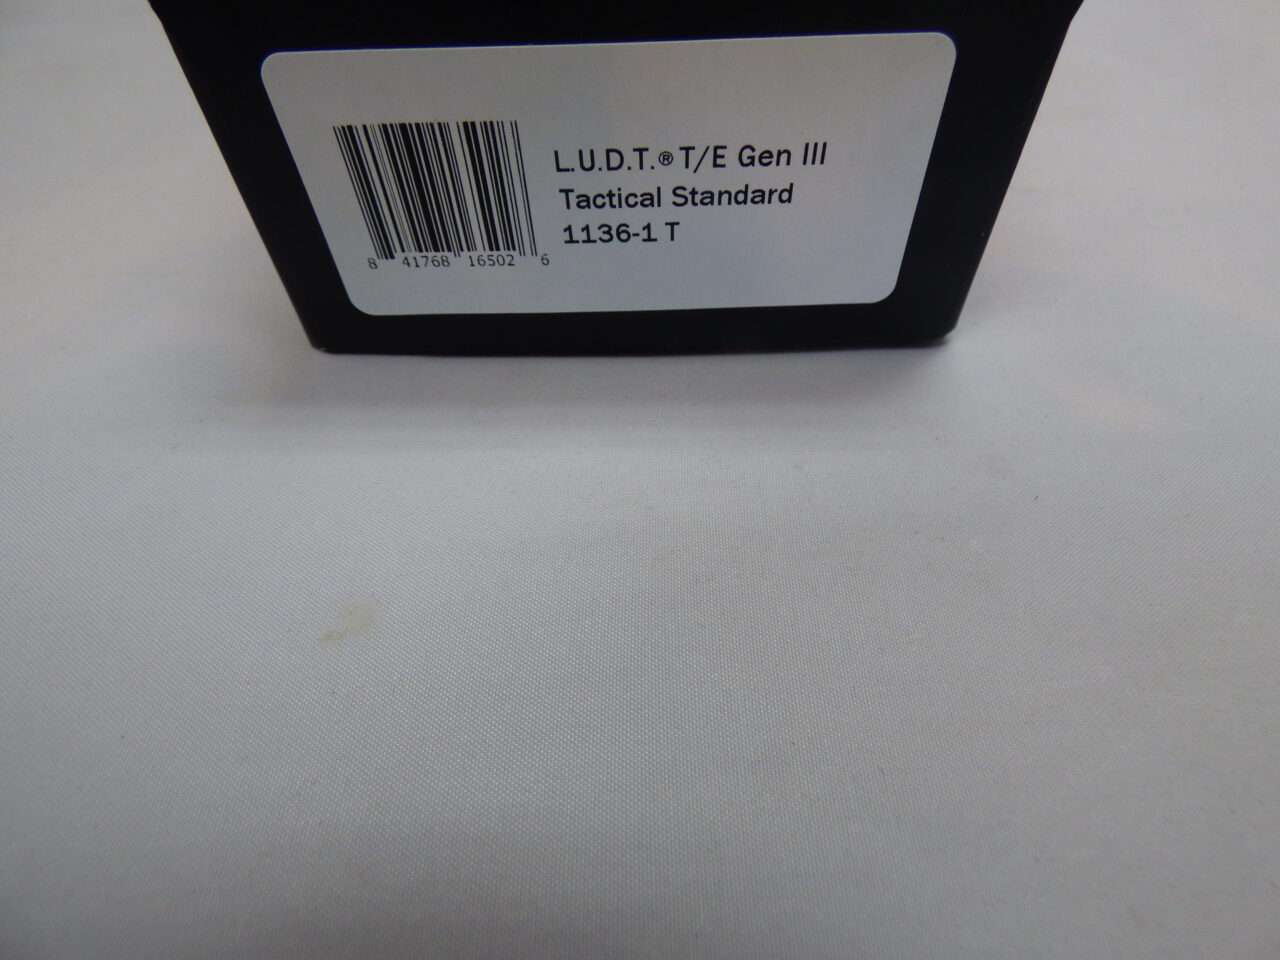 L.U.D.T.® T/E Gen III
Tactical Standard
1136-1 T
8 41768 16502 6